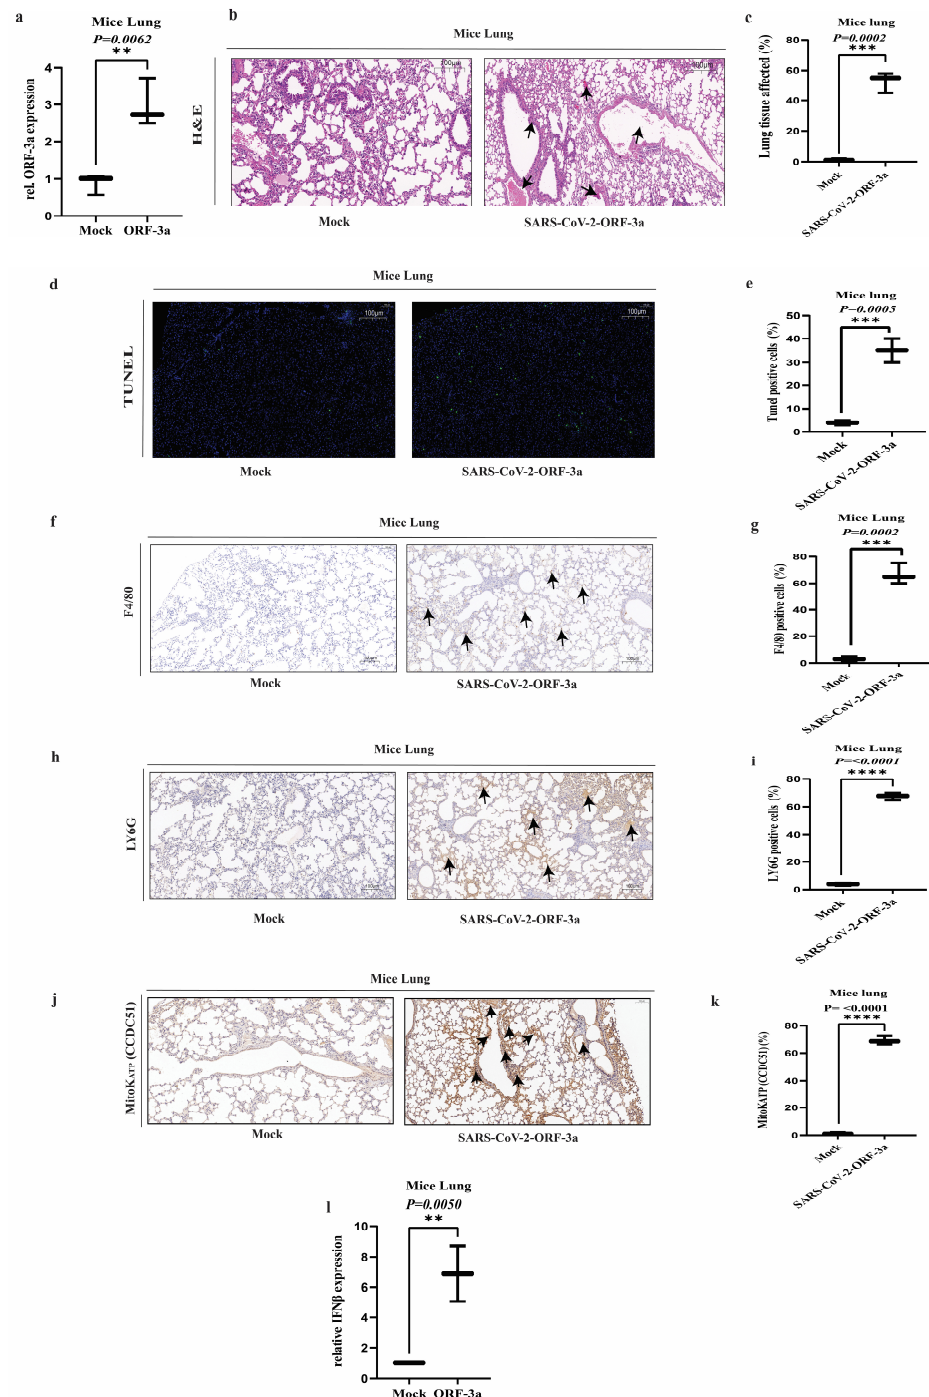 a
Mice Lung
P=0.0062
**
rel. ORF-3a expression
4
3
2
1
0
Mock ORF-3a
b
Mice Lung
H&E
100μm
100μm
Mock
SARS-CoV-2-ORF-3a
c
Mice lung
P=0.0002
***
Lung tissue affected (%)
80
60
40
20
0
Mock
SARS-CoV-2-ORF-3a
d
Mice Lung
TUNEL
100μm
100μm
Mock
SARS-CoV-2-ORF-3a
e
Mice lung
P=0.0005
***
Tunel positive cells (%)
50
40
30
20
10
0
Mock
SARS-CoV-2-ORF-3a
f
Mice Lung
F4/80
100μm
Mock
SARS-CoV-2-ORF-3a
g
Mice Lung
P=0.0002
***
F4/80 positive cells (%)
80
60
40
20
0
Mock
SARS-CoV-2-ORF-3a
h
Mice Lung
LY6G
100μm
100μm
Mock
SARS-CoV-2-ORF-3a
i
Mice Lung
P=<0.0001
****
LY6G positive cells (%)
80
60
40
20
0
Mock
SARS-CoV-2-ORF-3a
j
Mice Lung
MitoKATP (CCDC51)
Mock
SARS-CoV-2-ORF-3a
k
Mice lung
P= <0.0001
****
MitoKATP (CCDC51) (%)
80
60
40
20
0
Mock
SARS-CoV-2-ORF-3a
l
Mice Lung
P=0.0050
**
relative IFNβ expression
10
8
6
4
2
0
Mock ORF-3a